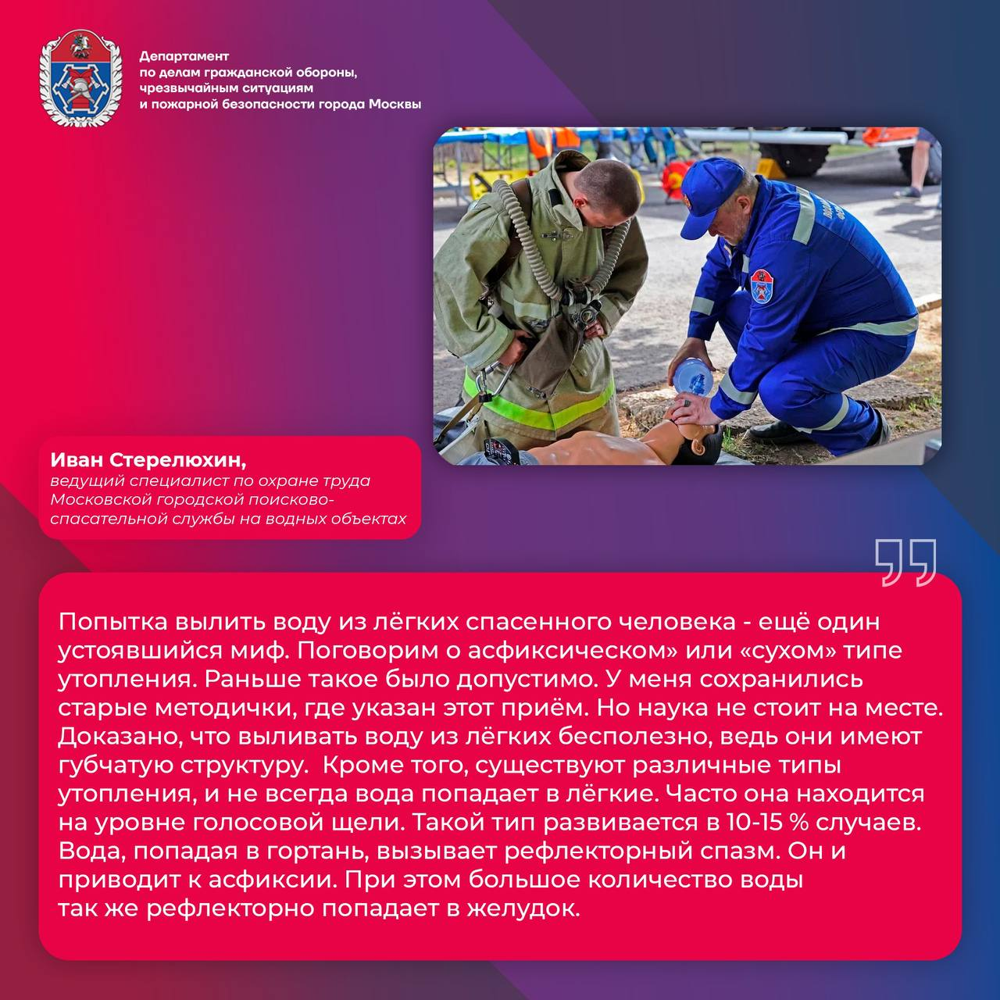 Департамент
по делам гражданской обороны,
чрезвычайным ситуациям
и пожарной безопасности города Москвы
Иван Стерелюхин,
ведущий специалист по охране труда
Московской городской поисково-
спасательной службы на водных объектах
Попытка вылить воду из лёгких спасенного человека - ещё один
устоявшийся миф. Поговорим о асфиксическом» или «сухом» типе
утопления. Раньше такое было допустимо. У меня сохранились
старые методички, где указан этот приём. Но наука не стоит на месте.
Доказано, что выливать воду из лёгких бесполезно, ведь они имеют
губчатую структуру.  Кроме того, существуют различные типы
утопления, и не всегда вода попадает в лёгкие. Часто она находится
на уровне голосовой щели. Такой тип развивается в 10-15 % случаев.
Вода, попадая в гортань, вызывает рефлекторный спазм. Он и
приводит к асфиксии. При этом большое количество воды
так же рефлекторно попадает в желудок.